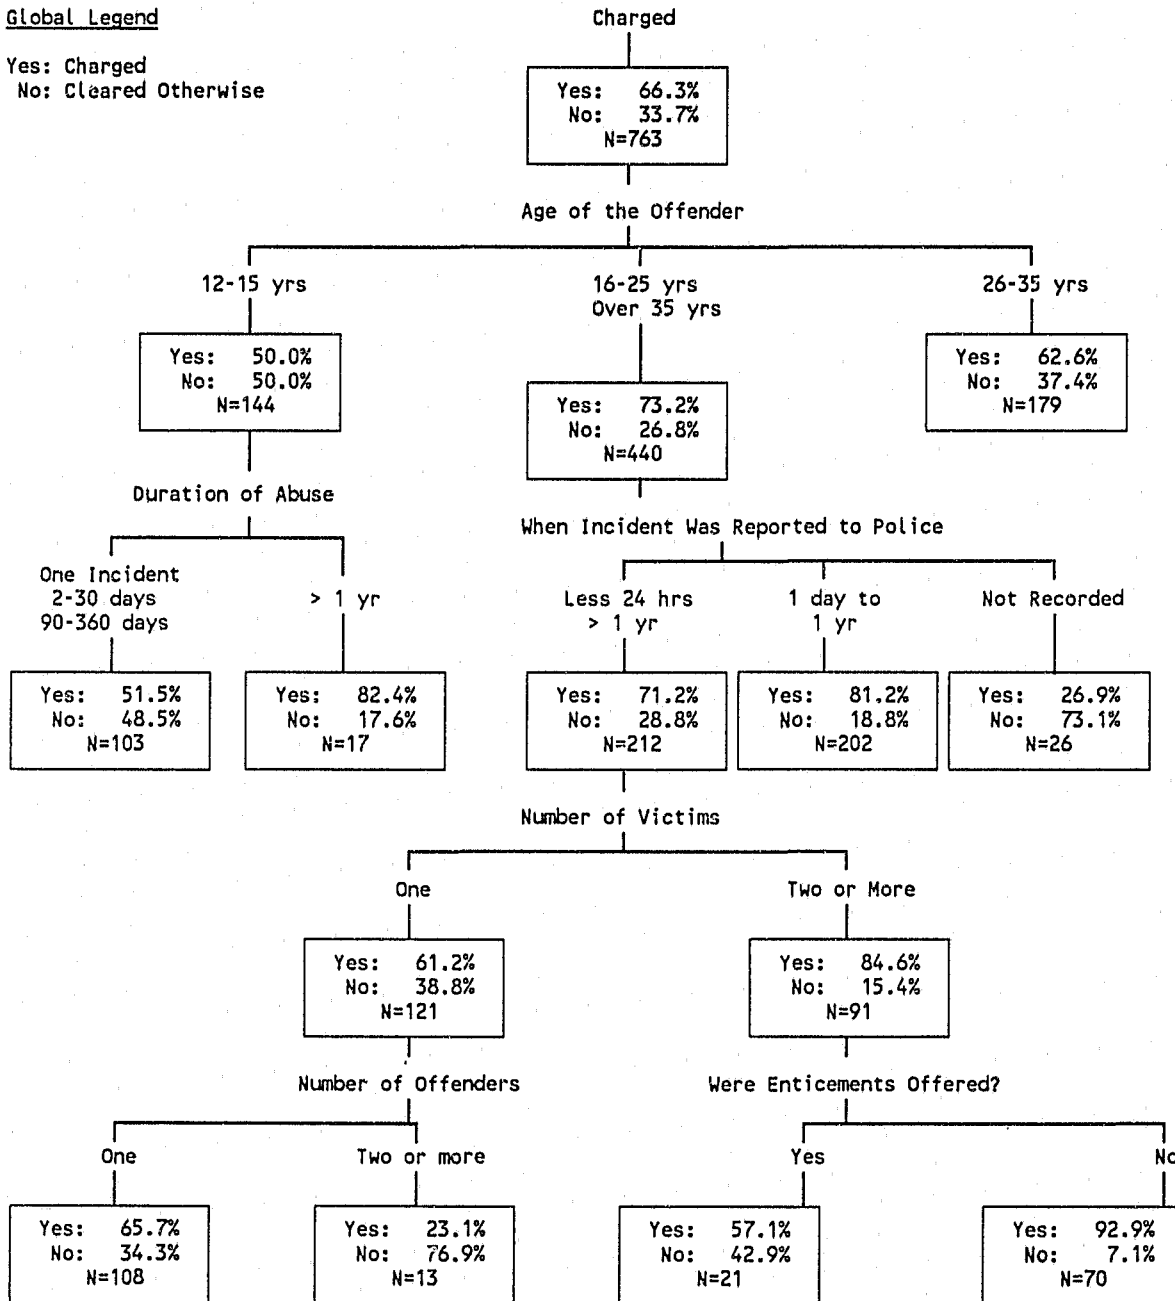 Global Legend
Charged
Yes: Charged
No: Cleared Otherwise
Yes: 66.3%
No: 33.7%
N=763
Age of the Offender
12-15 yrs
16-25 yrs
Over 35 yrs
26-35 yrs
Yes: 50.0%
No: 50.0%
N=144
Yes: 73.2%
No: 26.8%
N=440
Yes: 62.6%
No: 37.4%
N=179
Duration of Abuse
When Incident Was Reported to Police
One Incident
2-30 days
90-360 days
> 1 yr
Less 24 hrs
> 1 yr
1 day to
1 yr
Not Recorded
Yes: 51.5%
No: 48.5%
N=103
Yes: 82.4%
No: 17.6%
N=17
Yes: 71.2%
No: 28.8%
N=212
Yes: 81.2%
No: 18.8%
N=202
Yes: 26.9%
No: 73.1%
N=26
Number of Victims
One
Two or More
Yes: 61.2%
No: 38.8%
N=121
Yes: 84.6%
No: 15.4%
N=91
Number of Offenders
Were Enticements Offered?
One
Two or more
Yes
No
Yes: 65.7%
No: 34.3%
N=108
Yes: 23.1%
No: 76.9%
N=13
Yes: 57.1%
No: 42.9%
N=21
Yes: 92.9%
No: 7.1%
N=70